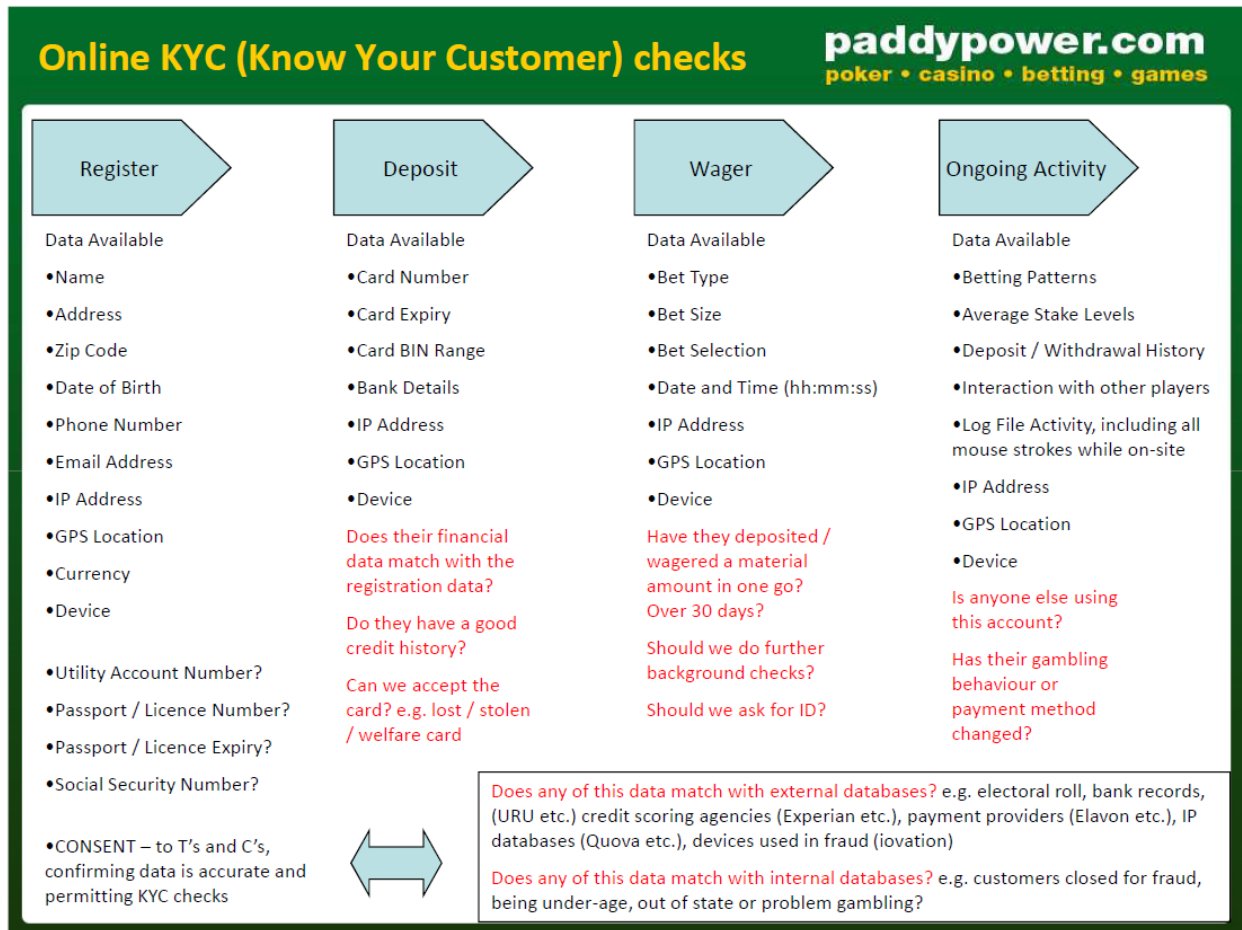 Online KYC (Know Your Customer) checks
paddypower.com
poker • casino • betting • games
Register
Data Available
•Name
•Address
•Zip Code
•Date of Birth
•Phone Number
•Email Address
•IP Address
•GPS Location
•Currency
•Device
•Utility Account Number?
•Passport / Licence Number?
•Passport / Licence Expiry?
•Social Security Number?
•CONSENT – to T’s and C’s,
confirming data is accurate and
permitting KYC checks
Deposit
Data Available
•Card Number
•Card Expiry
•Card BIN Range
•Bank Details
•IP Address
•GPS Location
•Device
Does their financial
data match with the
registration data?
Do they have a good
credit history?
Can we accept the
card? e.g. lost / stolen
/ welfare card
Wager
Data Available
•Bet Type
•Bet Size
•Bet Selection
•Date and Time (hh:mm:ss)
•IP Address
•GPS Location
•Device
Have they deposited /
wagered a material
amount in one go?
Over 30 days?
Should we do further
background checks?
Should we ask for ID?
Ongoing Activity
Data Available
•Betting Patterns
•Average Stake Levels
•Deposit / Withdrawal History
•Interaction with other players
•Log File Activity, including all
mouse strokes while on-site
•IP Address
•GPS Location
•Device
Is anyone else using
this account?
Has their gambling
behaviour or
payment method
changed?
Does any of this data match with external databases? e.g. electoral roll, bank records,
(URU etc.) credit scoring agencies (Experian etc.), payment providers (Elavon etc.), IP
databases (Quova etc.), devices used in fraud (iovation)
Does any of this data match with internal databases? e.g. customers closed for fraud,
being under-age, out of state or problem gambling?